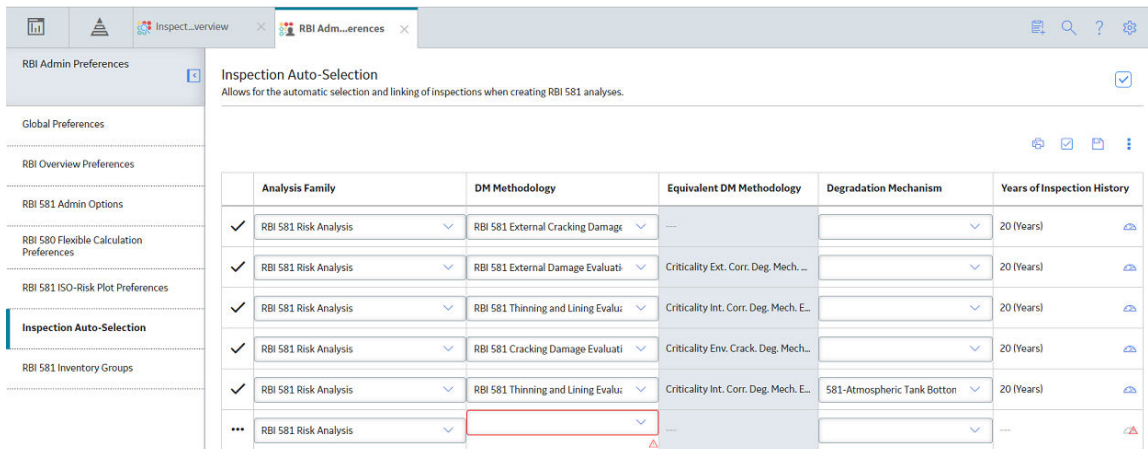 Inspect...verview
RBI Adm...erences
RBI Admin Preferences
Global Preferences
RBI Overview Preferences
RBI 581 Admin Options
RBI 580 Flexible Calculation
Preferences
RBI 581 ISO-Risk Plot Preferences
Inspection Auto-Selection
RBI 581 Inventory Groups
Inspection Auto-Selection
Allows for the automatic selection and linking of inspections when creating RBI 581 analyses.
Analysis Family DM Methodology Equivalent DM Methodology Degradation Mechanism Years of Inspection History
RBI 581 Risk Analysis RBI 581 External Cracking Damage --- 20 (Years)
RBI 581 Risk Analysis RBI 581 External Damage Evaluati Criticality Ext. Corr. Deg. Mech. ... 20 (Years)
RBI 581 Risk Analysis RBI 581 Thinning and Lining Evalu Criticality Int. Corr. Deg. Mech. E... 20 (Years)
RBI 581 Risk Analysis RBI 581 Cracking Damage Evaluati Criticality Env. Crack. Deg. Mech... 20 (Years)
RBI 581 Risk Analysis RBI 581 Thinning and Lining Evalu Criticality Int. Corr. Deg. Mech. E... 581-Atmospheric Tank Botton 20 (Years)
RBI 581 Risk Analysis --- ---